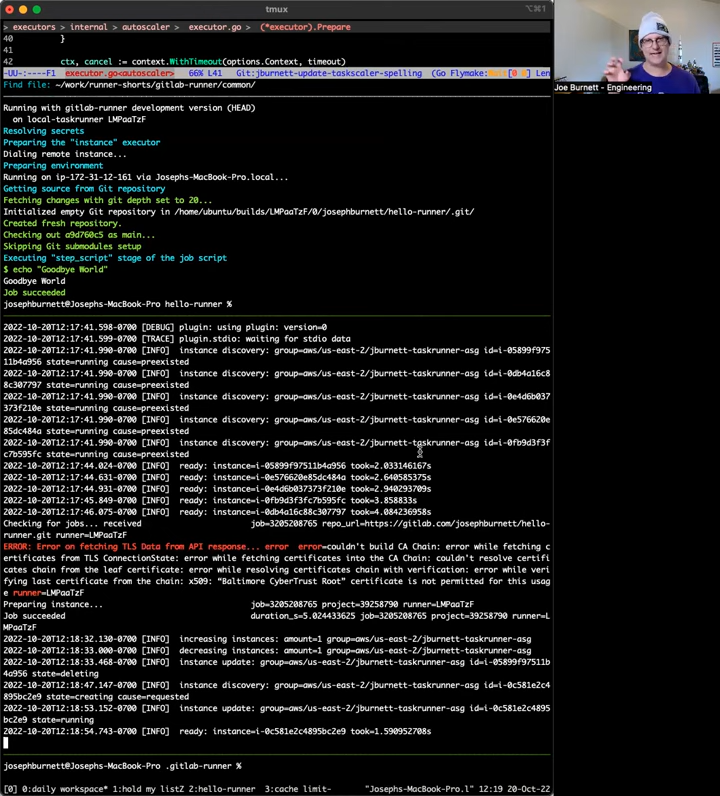 tmux
⌥⌘1
> executors > internal > autoscaler > executor.go > (*executor).Prepare
40 }
41
42 ctx, cancel := context.WithTimeout(options.Context, timeout)
-UU-:----F1 executor.go<autoscaler> 66% L41 Git:jburnett-update-taskscaler-spelling (Go Flymake: Len
Find file: ~/work/runner-shorts/gitlab-runner/common/
Joe Burnett - Engineering
Running with gitlab-runner development version (HEAD)
on local-taskrunner LMPaaTzF
Resolving secrets
Preparing the "instance" executor
Dialing remote instance...
Preparing environment
Running on ip-172-31-12-161 via Josephs-MacBook-Pro.local...
Getting source from Git repository
Fetching changes with git depth set to 20...
Initialized empty Git repository in /home/ubuntu/builds/LMPaaTzF/0/josephburnett/hello-runner/.git/
Created fresh repository.
Checking out a9d760c5 as main...
Skipping Git submodules setup
Executing "step_script" stage of the job script
$ echo "Goodbye World"
Goodbye World
Job succeeded
josephburnett@Josephs-MacBook-Pro hello-runner %
2022-10-20T12:17:41.598-0700 [DEBUG] plugin: using plugin: version=0
2022-10-20T12:17:41.599-0700 [TRACE] plugin.stdio: waiting for stdio data
2022-10-20T12:17:41.990-0700 [INFO] instance discovery: group=aws/us-east-2/jburnett-taskrunner-asg id=i-05899f975
11b4a956 state=running cause=preexisted
2022-10-20T12:17:41.990-0700 [INFO] instance discovery: group=aws/us-east-2/jburnett-taskrunner-asg id=i-0db4a16c8
8c307797 state=running cause=preexisted
2022-10-20T12:17:41.990-0700 [INFO] instance discovery: group=aws/us-east-2/jburnett-taskrunner-asg id=i-0e4d6b037
373f210e state=running cause=preexisted
2022-10-20T12:17:41.990-0700 [INFO] instance discovery: group=aws/us-east-2/jburnett-taskrunner-asg id=i-0e576620e
85dc484a state=running cause=preexisted
2022-10-20T12:17:41.990-0700 [INFO] instance discovery: group=aws/us-east-2/jburnett-taskrunner-asg id=i-0fb9d3f3f
c7b595fc state=running cause=preexisted
2022-10-20T12:17:44.024-0700 [INFO] ready: instance=i-05899f97511b4a956 took=2.033146167s
2022-10-20T12:17:44.631-0700 [INFO] ready: instance=i-0e576620e85dc484a took=2.640585375s
2022-10-20T12:17:44.931-0700 [INFO] ready: instance=i-0e4d6b037373f210e took=2.940293709s
2022-10-20T12:17:45.849-0700 [INFO] ready: instance=i-0fb9d3f3fc7b595fc took=3.858833s
2022-10-20T12:17:46.075-0700 [INFO] ready: instance=i-0db4a16c88c307797 took=4.084236958s
Checking for jobs... received job=3205208765 repo_url=https://gitlab.com/josephburnett/hello-
runner.git runner=LMPaaTzF
ERROR: Error on fetching TLS Data from API response... error error=couldn't build CA Chain: error while fetching c
ertificates from TLS ConnectionState: error while fetching certificates into the CA Chain: couldn't resolve certifi
cates chain from the leaf certificate: error while resolving certificates chain with verification: error while veri
fying last certificate from the chain: x509: “Baltimore CyberTrust Root” certificate is not permitted for this usag
e runner=LMPaaTzF
Preparing instance... job=3205208765 project=39258790 runner=LMPaaTzF
Job succeeded duration_s=5.024433625 job=3205208765 project=39258790 runner=L
MPaaTzF
2022-10-20T12:18:32.130-0700 [INFO] increasing instances: amount=1 group=aws/us-east-2/jburnett-taskrunner-asg
2022-10-20T12:18:33.000-0700 [INFO] decreasing instances: amount=1 group=aws/us-east-2/jburnett-taskrunner-asg
2022-10-20T12:18:33.468-0700 [INFO] instance update: group=aws/us-east-2/jburnett-taskrunner-asg id=i-05899f97511b
4a956 state=deleting
2022-10-20T12:18:47.147-0700 [INFO] instance discovery: group=aws/us-east-2/jburnett-taskrunner-asg id=i-0c581e2c4
895bc2e9 state=creating cause=requested
2022-10-20T12:18:53.152-0700 [INFO] instance update: group=aws/us-east-2/jburnett-taskrunner-asg id=i-0c581e2c4895
bc2e9 state=running
2022-10-20T12:18:54.743-0700 [INFO] ready: instance=i-0c581e2c4895bc2e9 took=1.590952708s
josephburnett@Josephs-MacBook-Pro .gitlab-runner %
[0] 0:daily workspace* 1:hold my listZ 2:hello-runner 3:cache limit- "Josephs-MacBook-Pro.l" 12:19 20-Oct-22